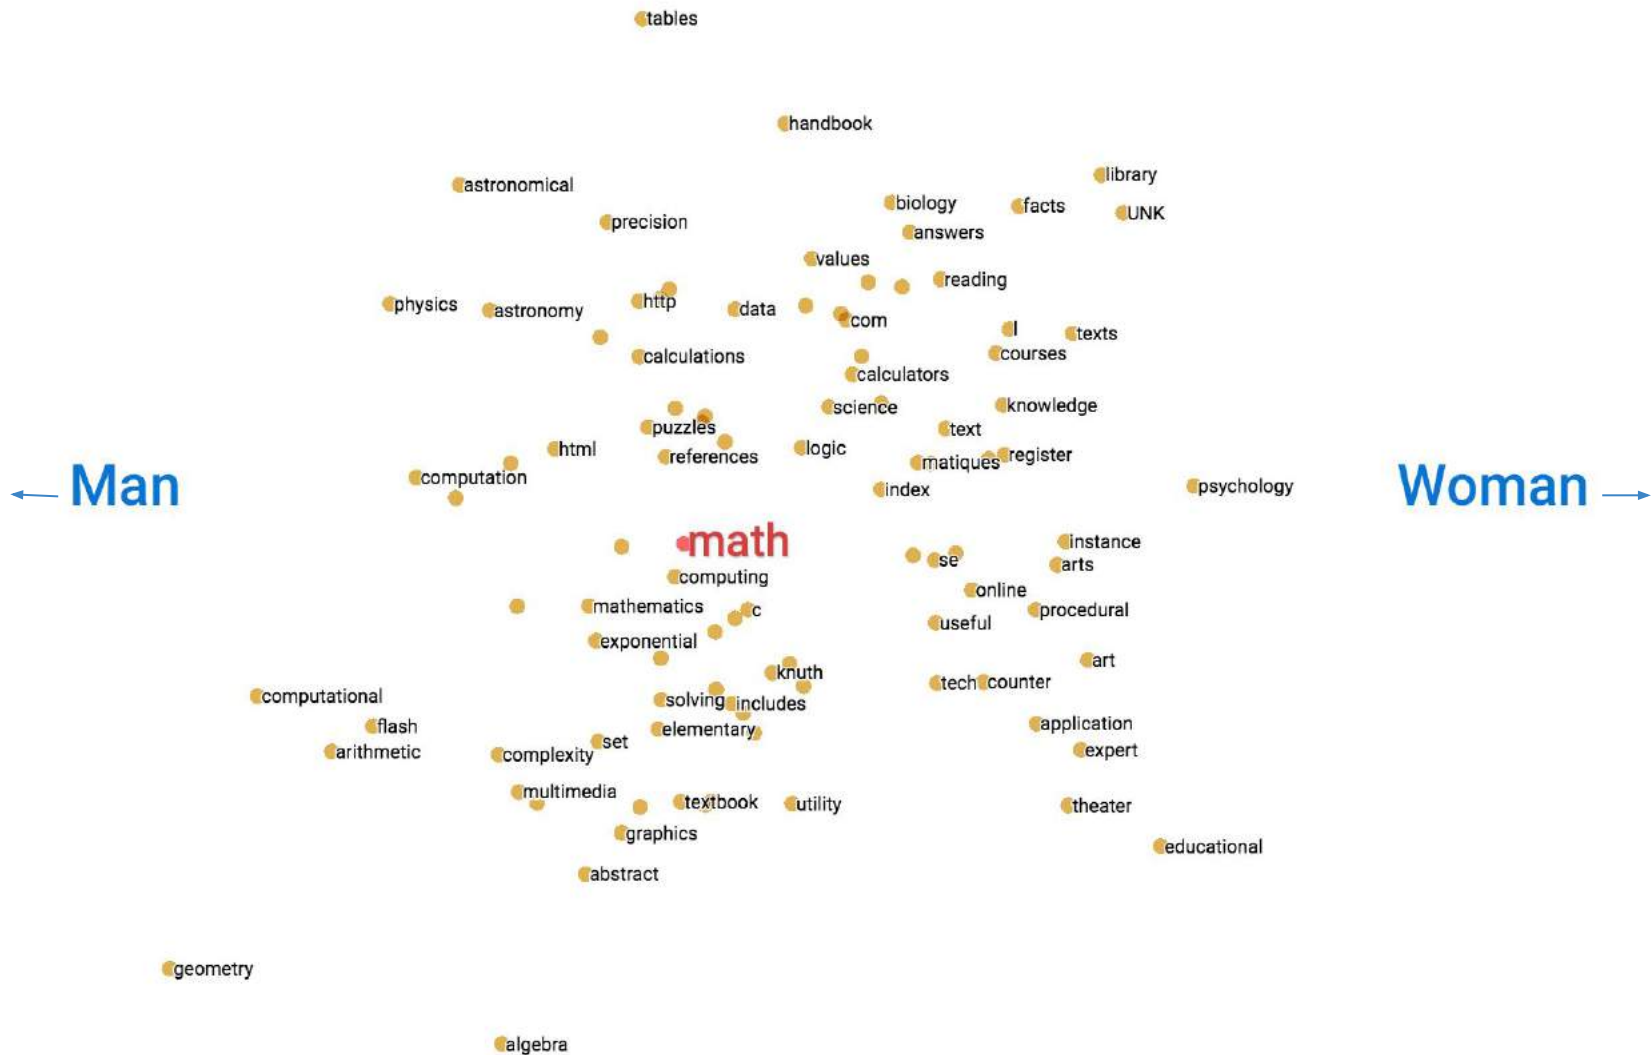 tables
handbook
library
astronomical
biology
facts
UNK
precision
answers
values
reading
http
physics
astronomy
data
com
l
texts
courses
calculations
calculators
science
knowledge
puzzles
text
html
logic
references
register
matiques
computation
Man
index
psychology
Woman
math
instance
se
arts
computing
online
mathematics
c
procedural
useful
exponential
art
knuth
tech
counter
computational
solving
includes
flash
elementary
application
set
arithmetic
complexity
expert
multimedia
textbook
utility
theater
graphics
educational
abstract
geometry
algebra